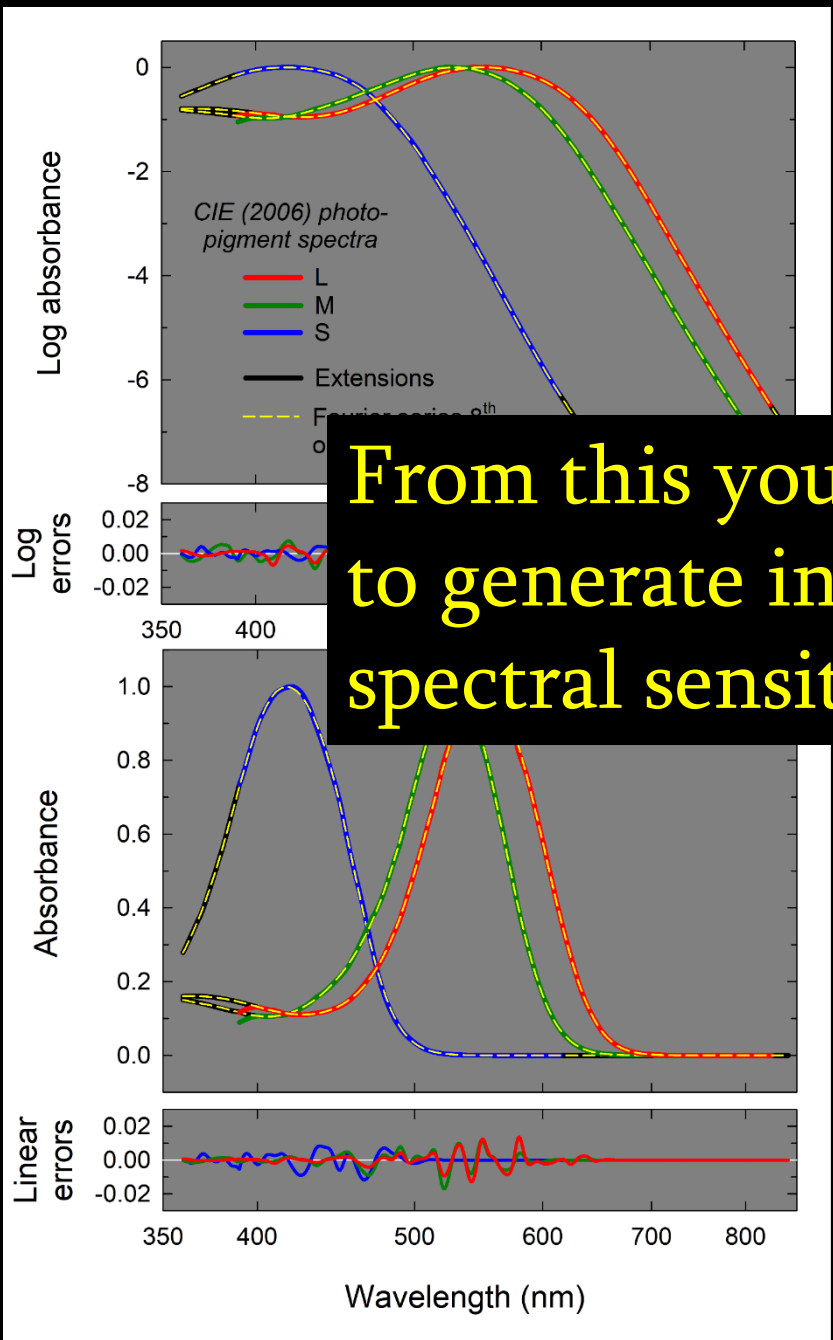 0
-2
-4
-6
-8
Log absorbance
CIE (2006) photo-
pigment spectra
L
M
S
Extensions
8th
0.02
0.00
-0.02
Log
errors
350 400
From this you
to generate
spectral
1.0
0.8
0.6
0.4
0.2
0.0
Absorbance
0.02
0.00
-0.02
Linear
errors
350 400 500 600 700 800
Wavelength (nm)